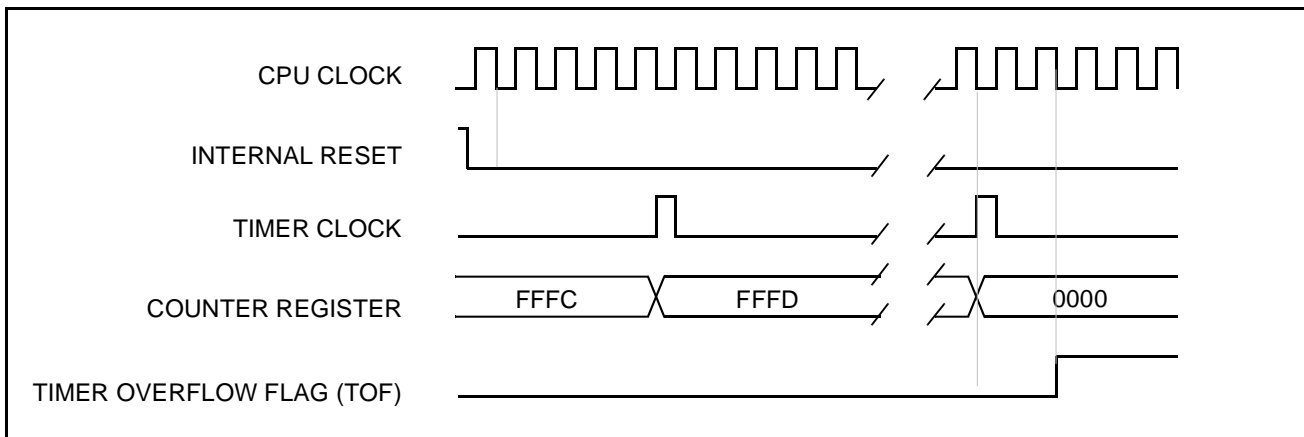 CPU CLOCK
INTERNAL RESET
TIMER CLOCK
COUNTER REGISTER
FFFC
FFFD
0000
TIMER OVERFLOW FLAG (TOF)